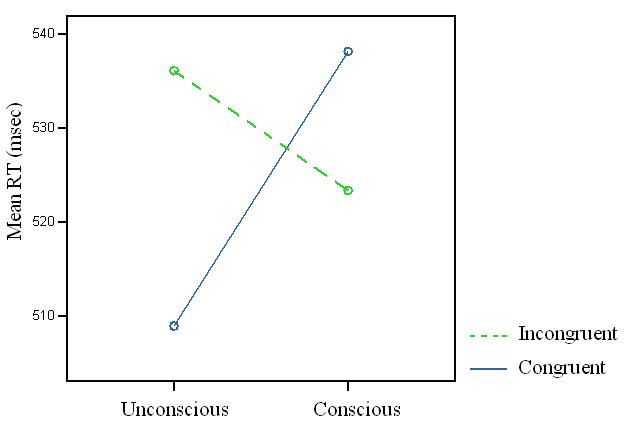 540
530
520
510
Mean RT (msec)
Unconscious
Conscious
Incongruent
Congruent